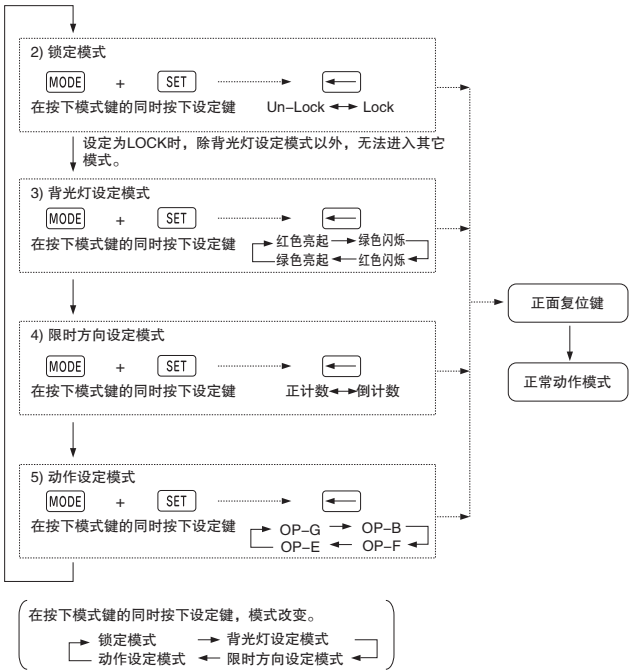 2) 锁定模式
MODE + SET
在按下模式键的同时按下设定键 Un–Lock Lock
设定为LOCK时，除背光灯设定模式以外，无法进入其它
模式。
3) 背光灯设定模式
MODE + SET
在按下模式键的同时按下设定键
红色亮起 绿色闪烁
绿色亮起 红色闪烁
正面复位键
4) 限时方向设定模式
MODE + SET
在按下模式键的同时按下设定键 正计数 倒计数
正常动作模式
5) 动作设定模式
MODE + SET
在按下模式键的同时按下设定键
OP–G OP–B
OP–E OP–F
在按下模式键的同时按下设定键，模式改变。
锁定模式 背光灯设定模式
动作设定模式 限时方向设定模式